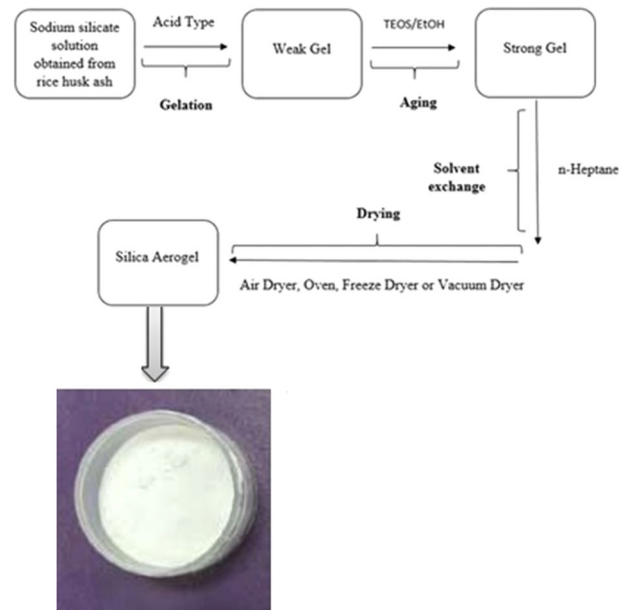 Sodium silicate
solution
obtained from
rice husk ash
Acid Type
Gelation
Weak Gel
TEOS/EtOH
Aging
Strong Gel
Solvent
exchange
n-Heptane
Drying
Air Dryer, Oven, Freeze Dryer or Vacuum Dryer
Silica Aerogel